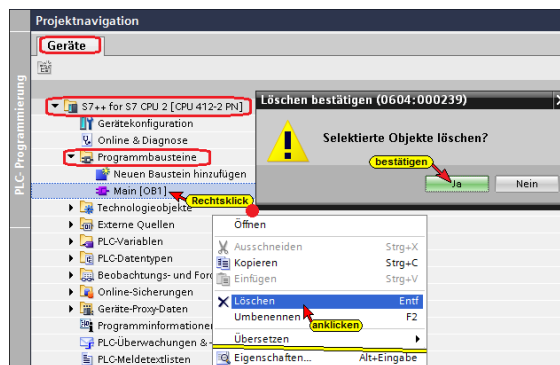 Projektnavigation
Geräte
PLC-Programmierung
S7++ for S7 CPU 2 [CPU 412-2 PN]
Gerätekonfiguration
Online & Diagnose
Programmbausteine
Neuen Baustein hinzufügen
Main [OB1]
Rechtsklick
Technologieobjekte
Externe Quellen
PLC-Variablen
PLC-Datentypen
Beobachtungs- und For
Online-Sicherungen
Geräte-Proxy-Daten
Programminformationen
PLC-Überwachungen & -
PLC-Meldetextlisten
Löschen bestätigen (0604:000239)
Selektierte Objekte löschen?
bestätigen
Ja
Nein
Öffnen
Ausschneiden Strg+X
Kopieren Strg+C
Einfügen Strg+V
Löschen Entf
Umbenennen F2
anklicken
Übersetzen
Eigenschaften... Alt+Eingabe